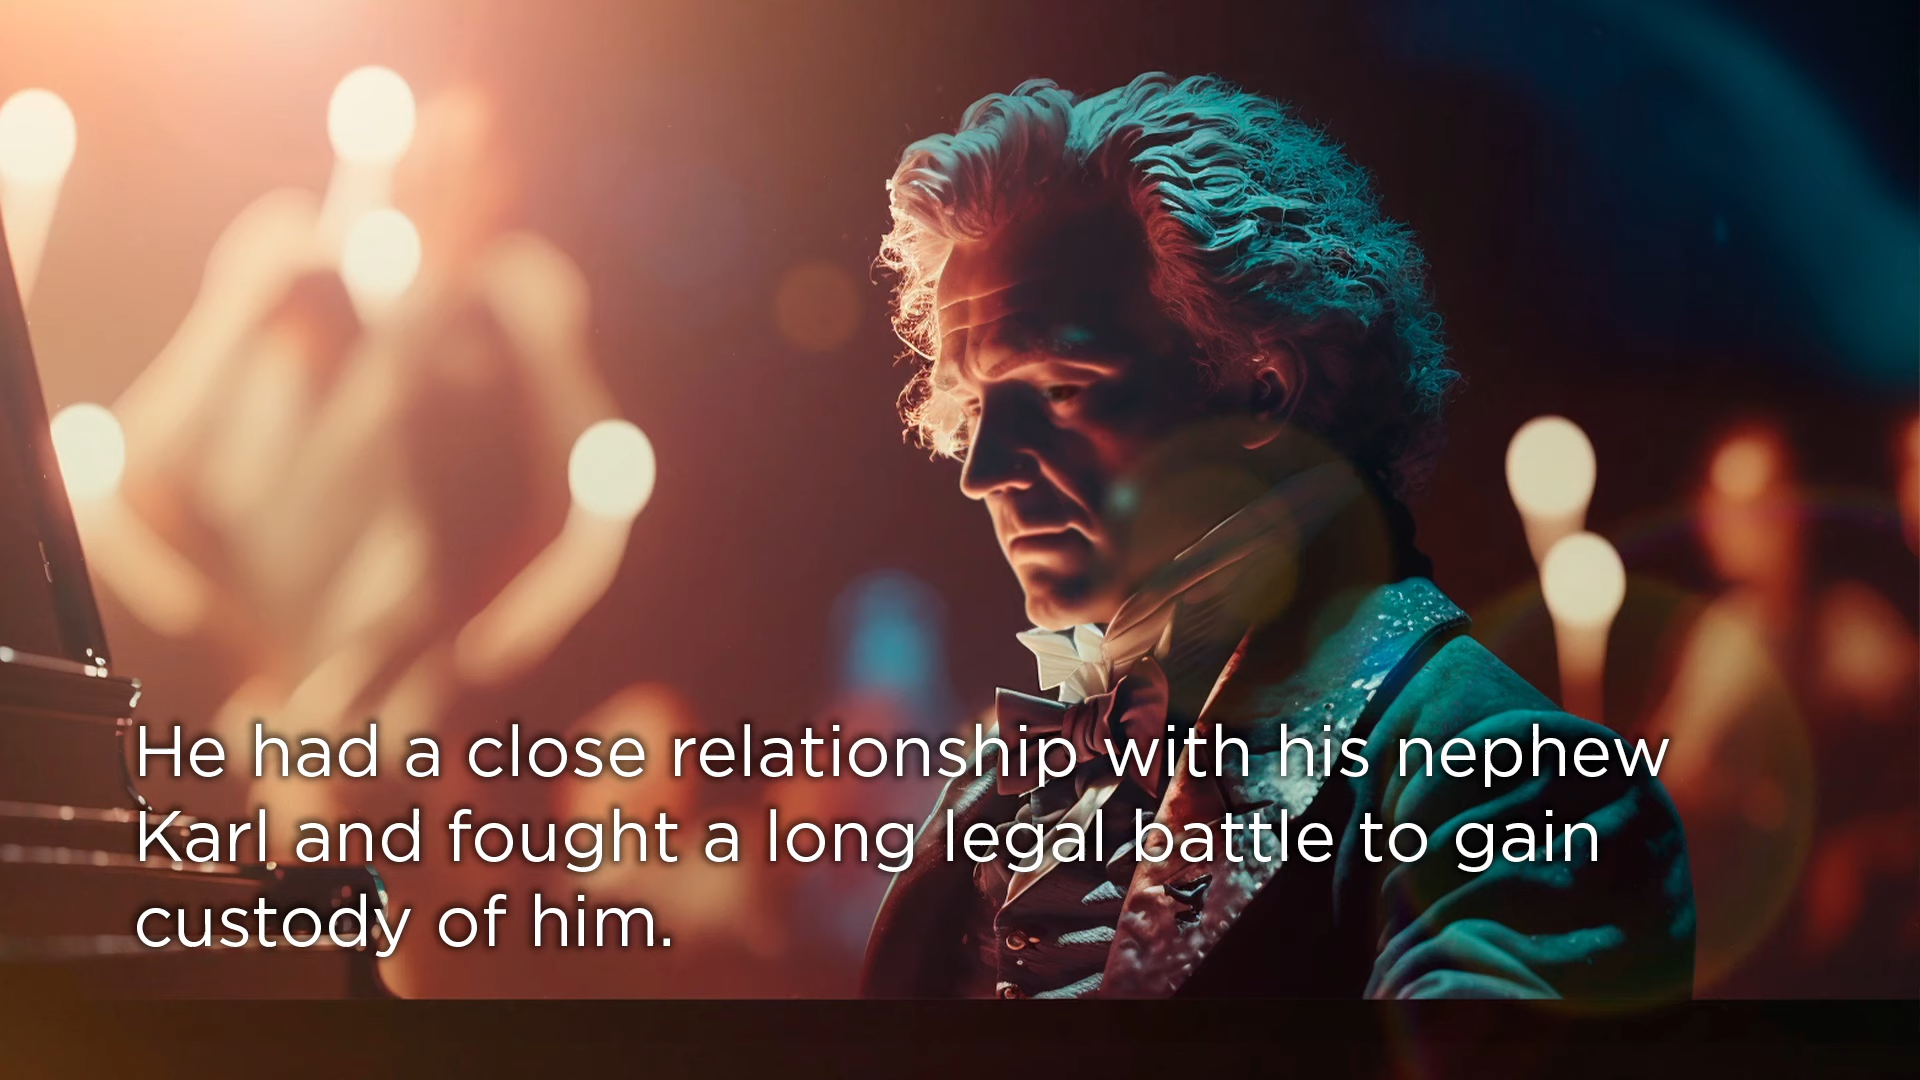 He had a close relationship with his nephew
Karl and fought a long legal battle to gain
custody of him.